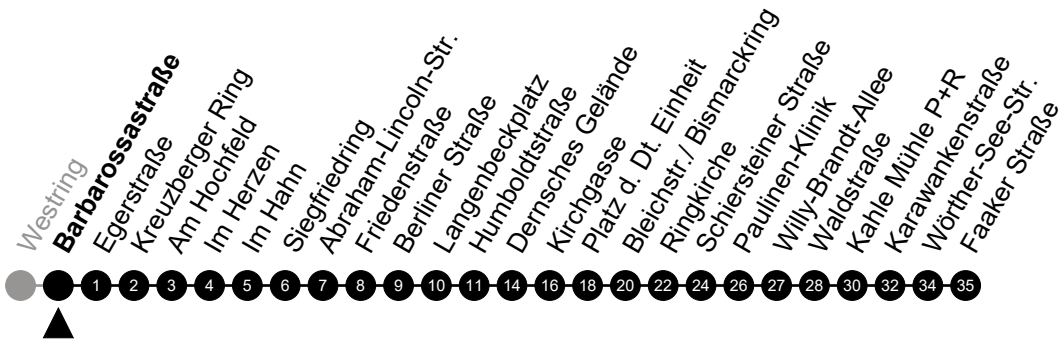 Westring
Barbarossastraße
Egerstraße
Kreuzberger Ring
Am Hochfeld
Im Herzen
Im Hahn
Siegfriedring
Abraham-Lincoln-Str.
Friedenstraße
Berliner Straße
Langenbeckplatz
Humboldtstraße
Dernsches Gelände
Kirchgasse
Platz d. Dt. Einheit
Bleichstr./ Bismarckring
Ringkirche
Schiersteiner Straße
Paulinen-Klinik
Willy-Brandt-Allee
Waldstraße
Kahle Mühle P+R
Karawankenstraße
Wörther-See-Str.
Faaker Straße
1 2 3 4 5 6 7 8 9 10 11 14 16 18 20 22 24 26 27 28 30 32 34 35